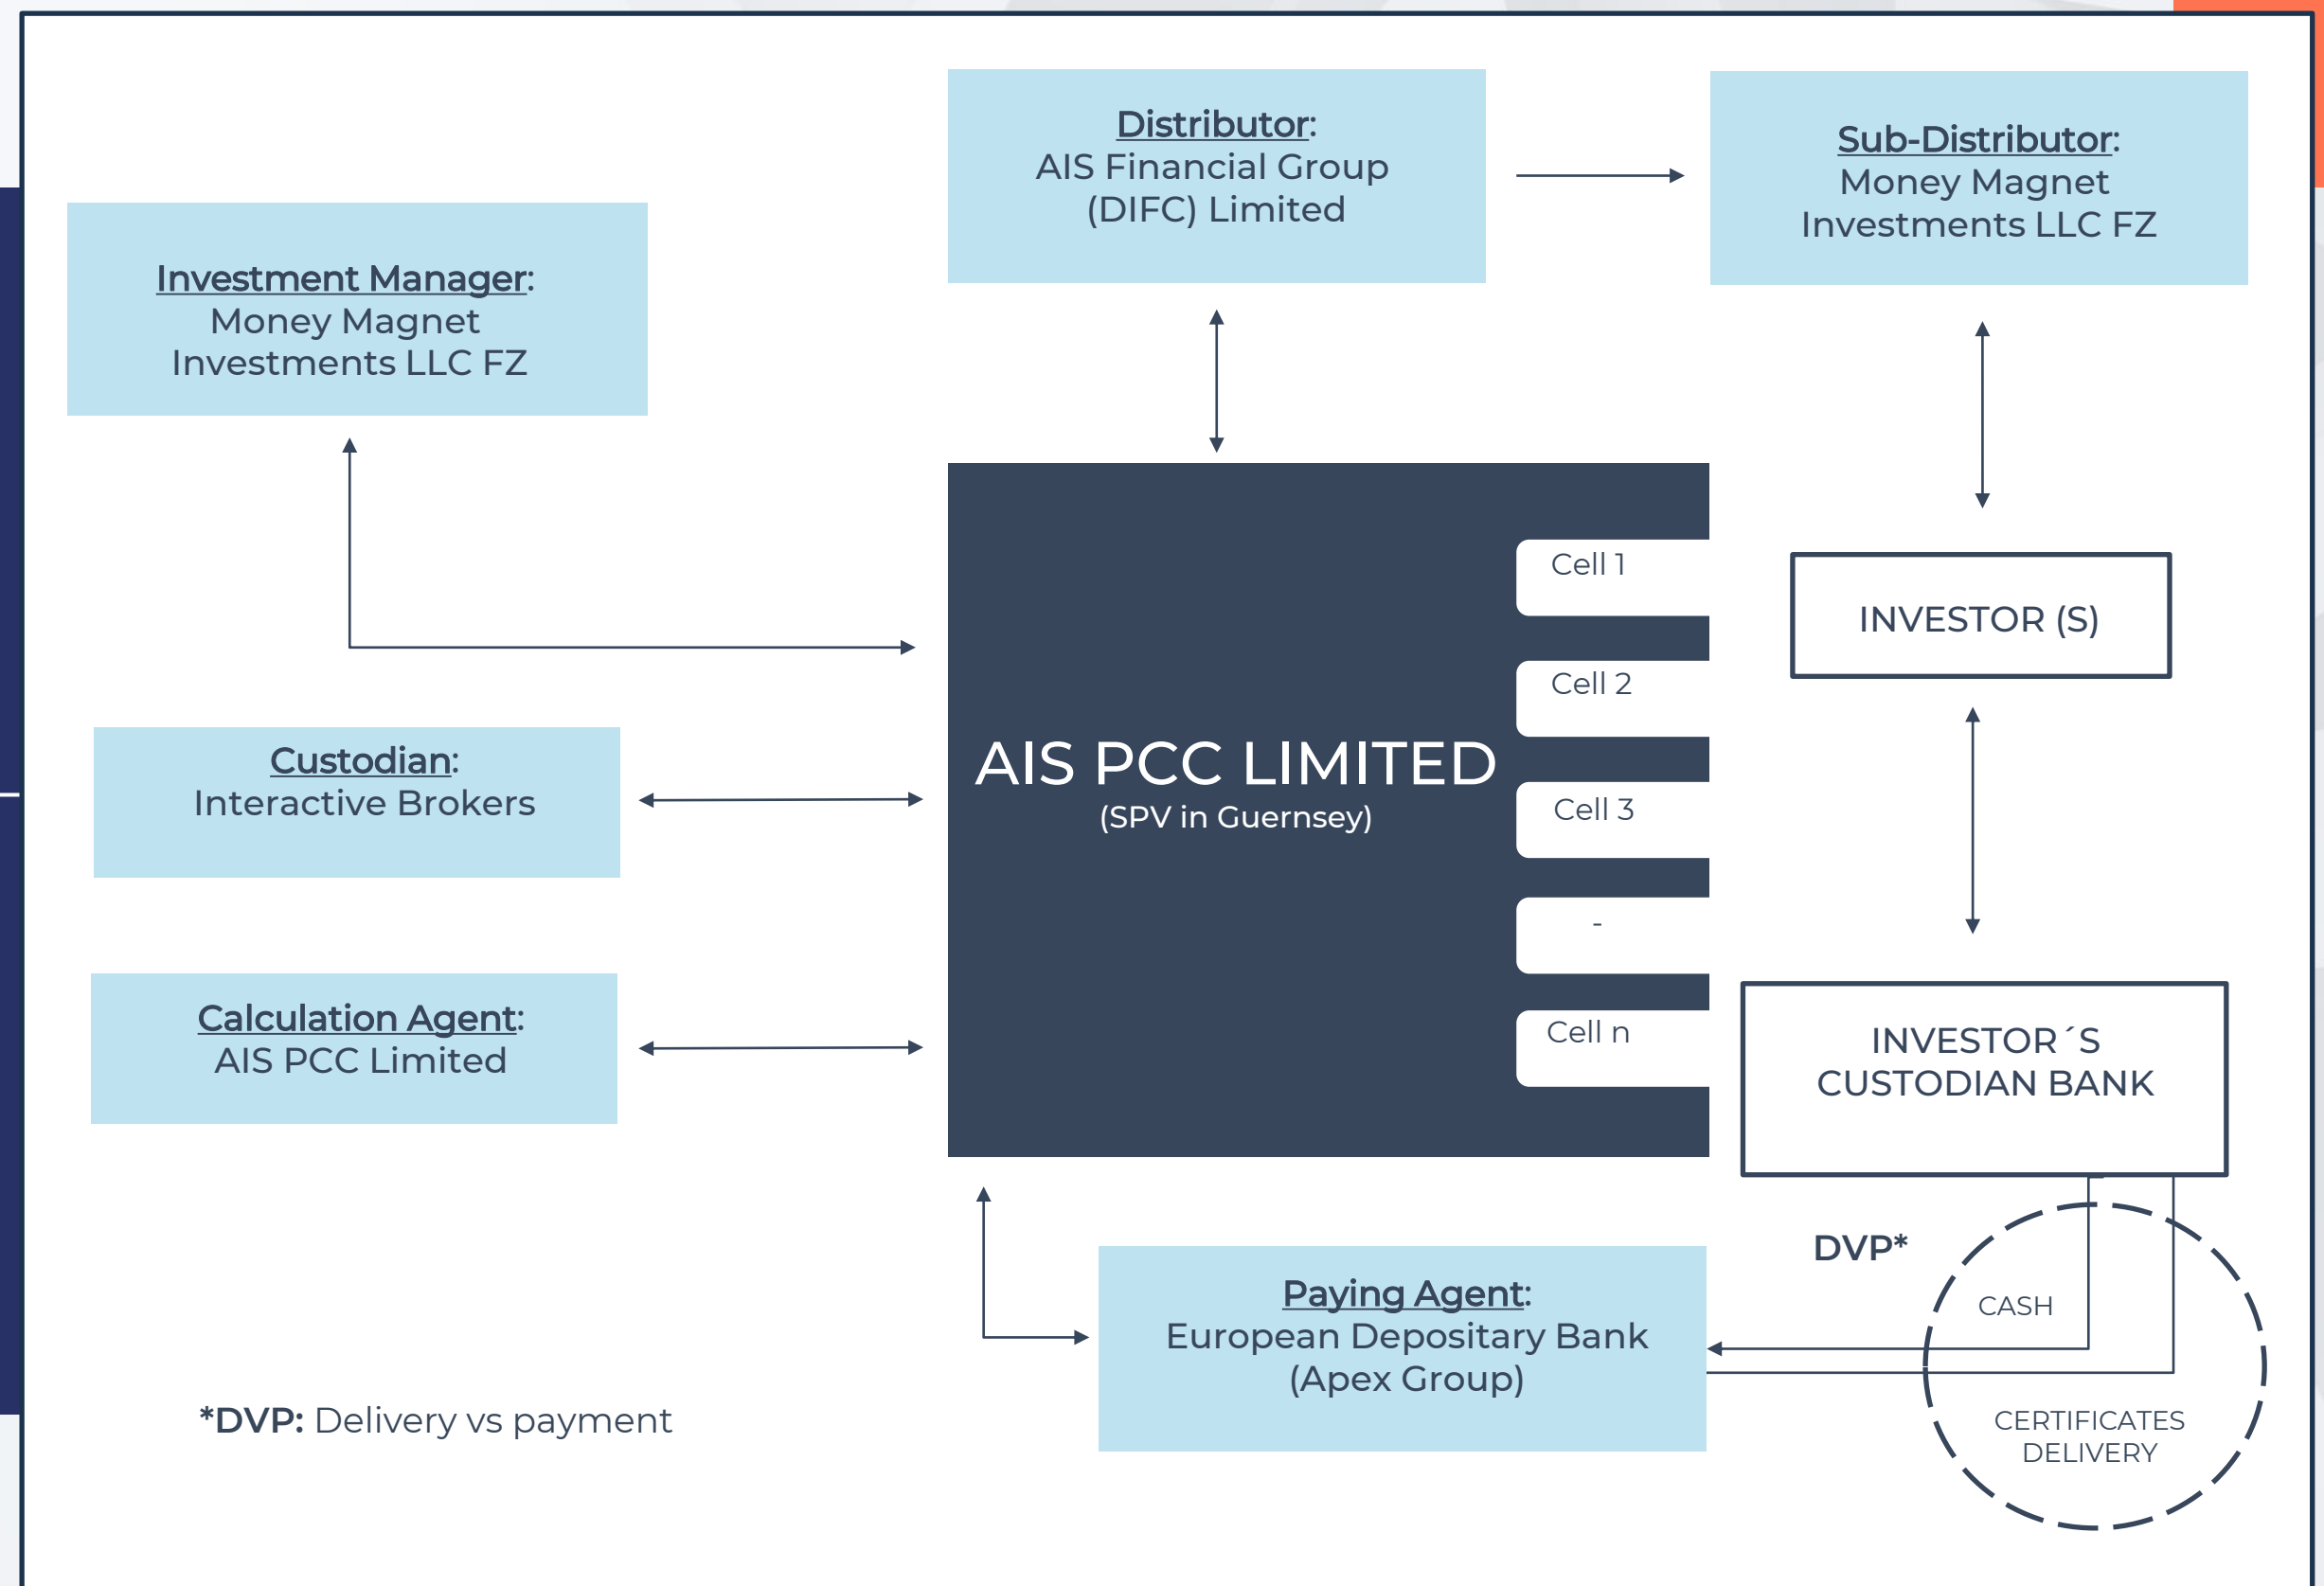 Distributor:
AIS Financial Group
(DIFC) Limited
Sub-Distributor:
Money Magnet
Investments LLC FZ
Investment Manager:
Money Magnet
Investments LLC FZ
Cell 1
INVESTOR (S)
Cell 2
Custodian:
Interactive Brokers
AIS PCC LIMITED
(SPV in Guernsey)
Cell 3
-
Calculation Agent:
AIS PCC Limited
Cell n
INVESTOR´S
CUSTODIAN BANK
DVP*
CASH
Paying Agent:
European Depositary Bank
(Apex Group)
*DVP: Delivery vs payment
CERTIFICATES
DELIVERY